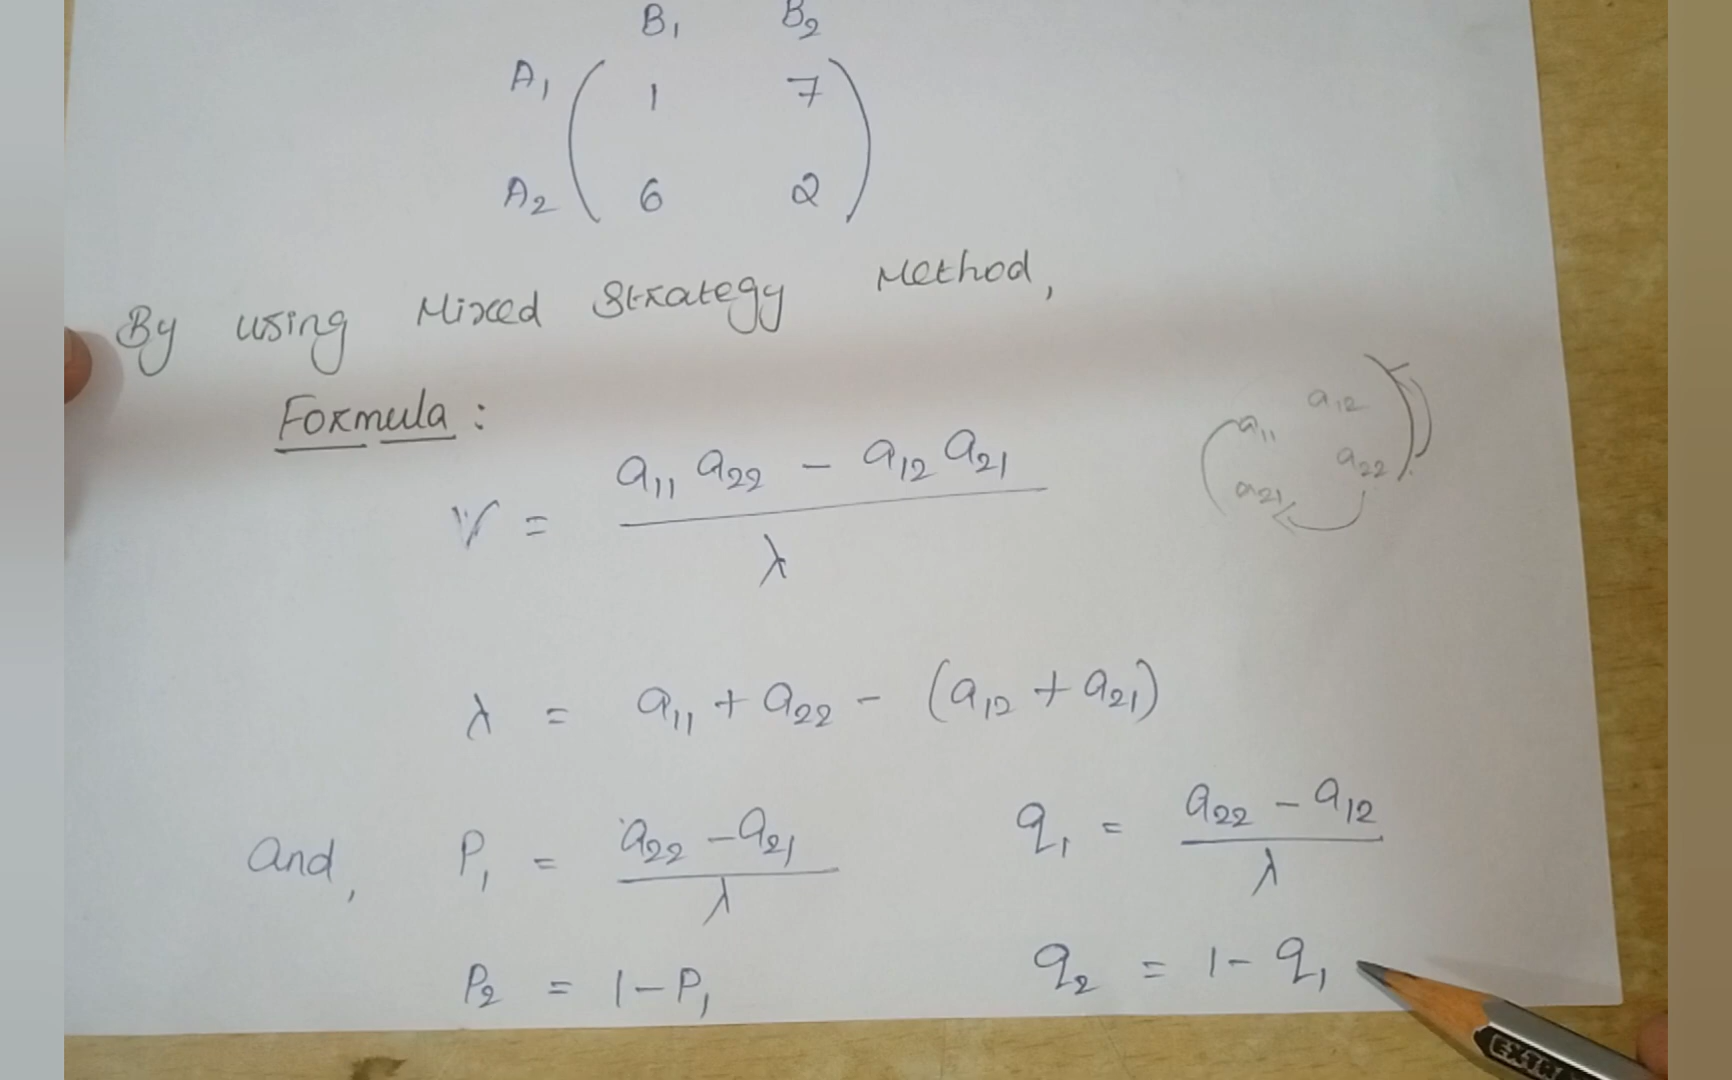 B₁ B₂
A₁ ( 1 7 )
A₂ ( 6 2 )
By using Mixed Strategy Method,
Formula :
a₁₁ a₁₂
a₂₁ a₂₂
V = (a₁₁ a₂₂ - a₁₂ a₂₁) / λ
λ = a₁₁ + a₂₂ - (a₁₂ + a₂₁)
And, P₁ = (a₂₂ - a₂₁) / λ q₁ = (a₂₂ - a₁₂) / λ
P₂ = 1 - P₁ q₂ = 1 - q₁